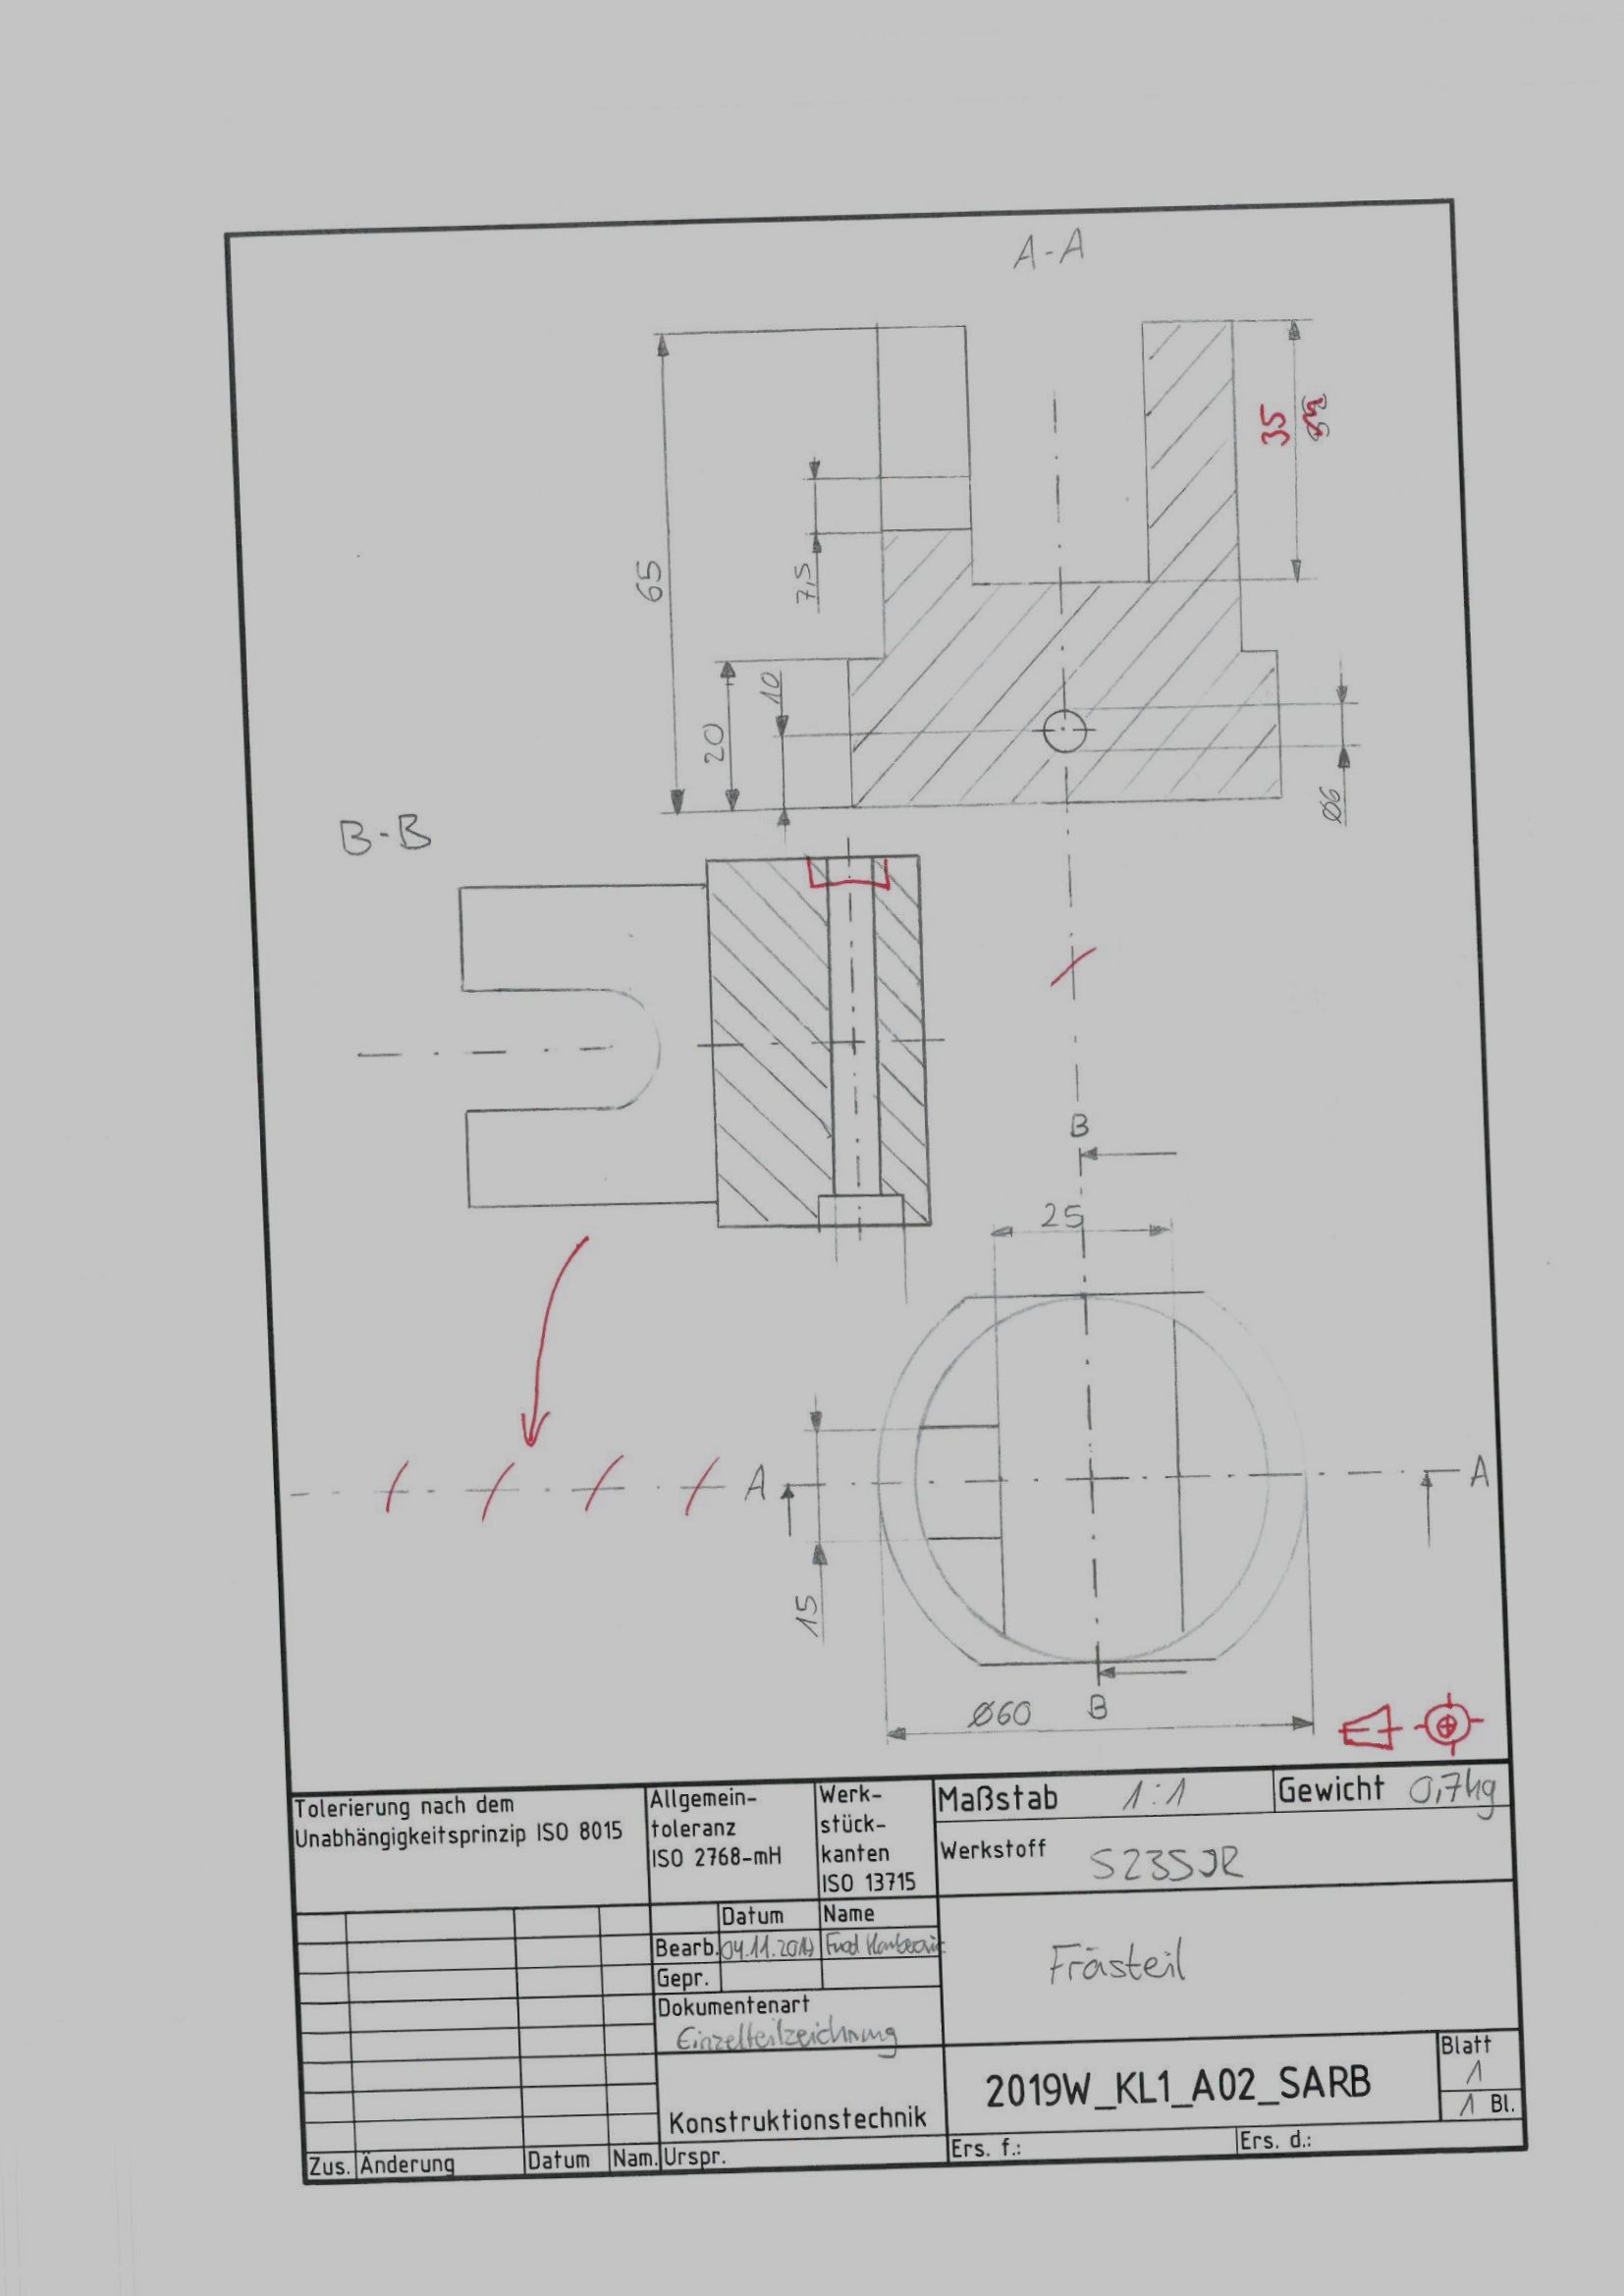 A-A
65
7,5
35
20
10
Ø6
B-B
B
25
A
A
15
Ø60
B
Tolerierung nach dem
Unabhängigkeitsprinzip ISO 8015
Allgemein-
toleranz
ISO 2768-mH
Werk-
stück-
kanten
ISO 13715
Maßstab 1:1
Gewicht 0,7kg
Werkstoff S235JR
Datum Name
Bearb. 04.11.2019
Gepr.
Frästeil
Dokumentenart
Einzelteilzeichnung
Konstruktionstechnik
2019W_KL1_A02_SARB
Blatt
1
1 Bl.
Zus. Änderung Datum Nam. Urspr.
Ers. f.: Ers. d.: